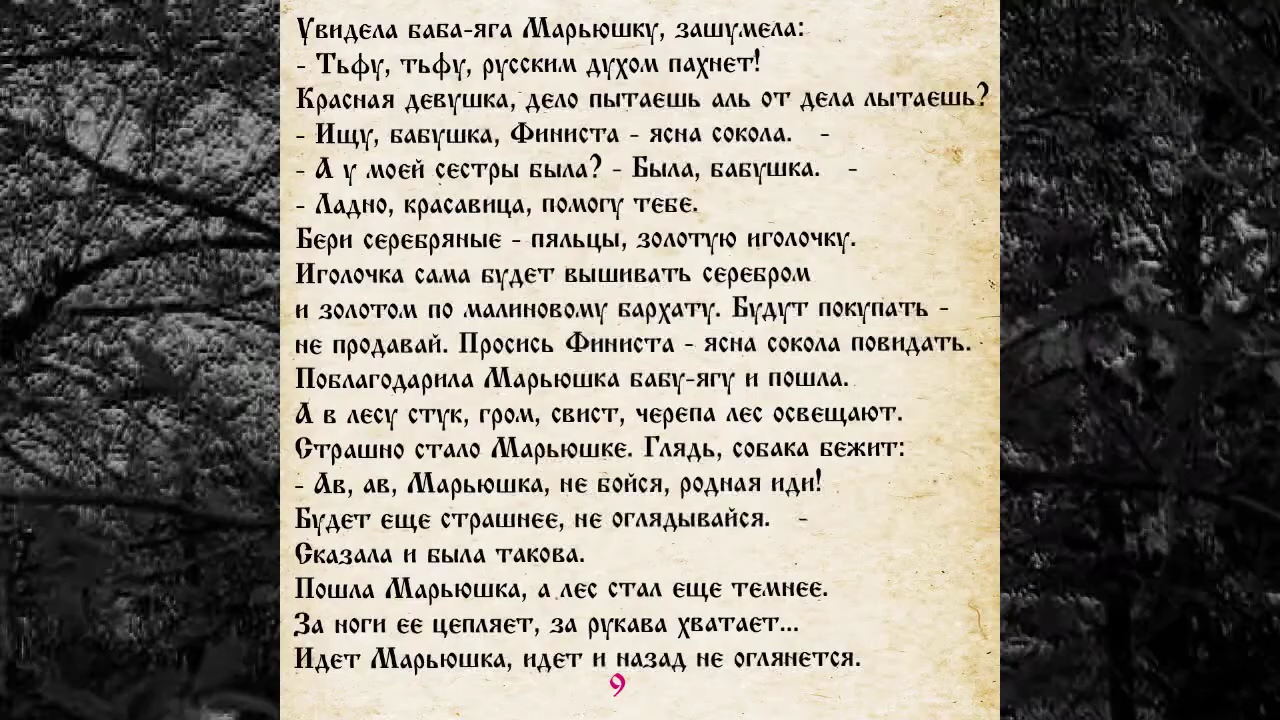 Увидела баба-яга Марьюшку, зашумела:
- Тьфу, тьфу, русским духом пахнет!
Красная девушка, дело пытаешь аль от дела лытаешь?
- Ищу, бабушка, Финиста - ясна сокола. -
- А у моей сестры была? - Была, бабушка. -
- Ладно, красавица, помогу тебе.
Бери серебряные - пяльцы, золотую иголочку.
Иголочка сама будет вышивать серебром
и золотом по малиновому бархату. Будут покупать -
не продавай. Просись Финиста - ясна сокола повидать.
Поблагодарила Марьюшка бабу-ягу и пошла.
А в лесу стук, гром, свист, черепа лес освещают.
Страшно стало Марьюшке. Глядь, собака бежит:
- Ав, ав, Марьюшка, не бойся, родная иди!
Будет еще страшнее, не оглядывайся. -
Сказала и была такова.
Пошла Марьюшка, а лес стал еще темнее.
За ноги ее цепляет, за рукава хватает...
Идет Марьюшка, идет и назад не оглянется.
9